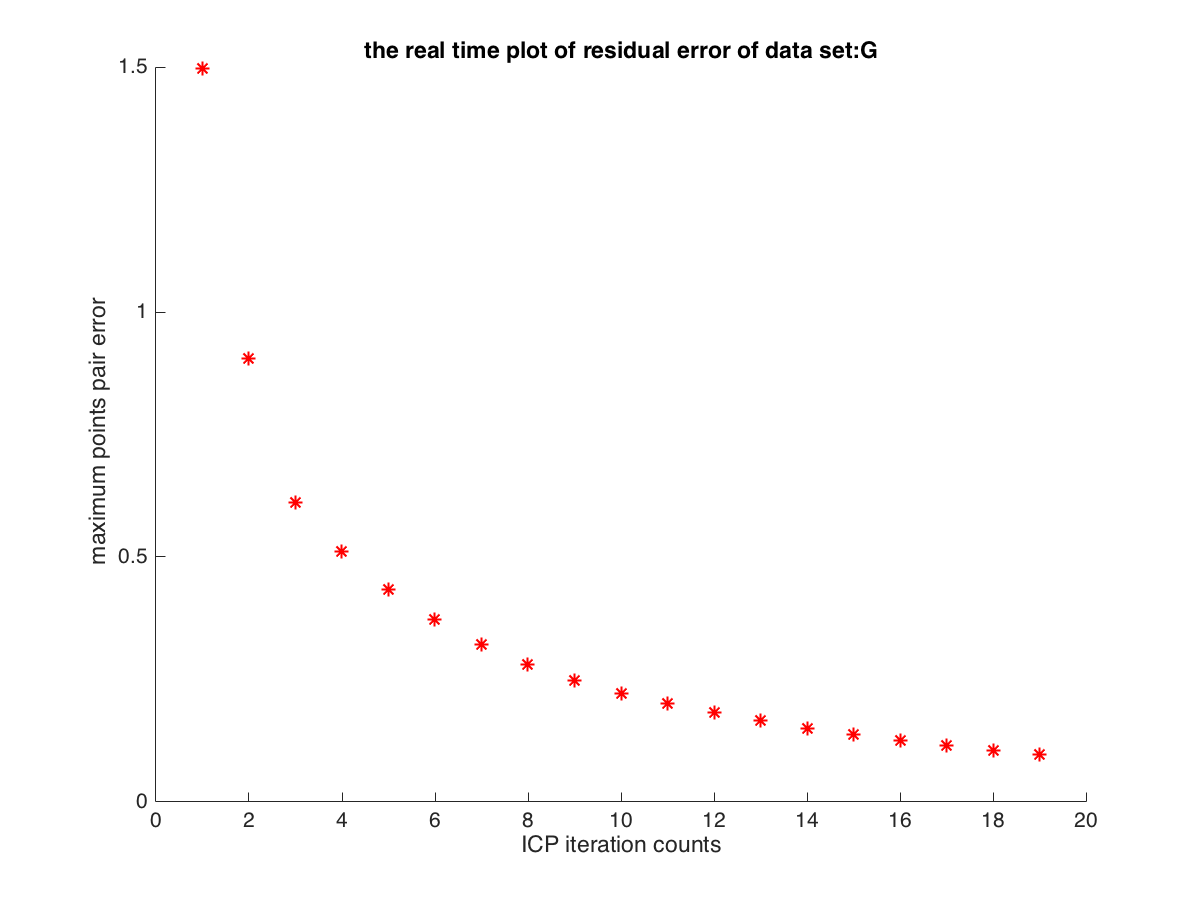 the real time plot of residual error of data set:G
1.5
1
0.5
0
maximum points pair error
0 2 4 6 8 10 12 14 16 18 20
ICP iteration counts